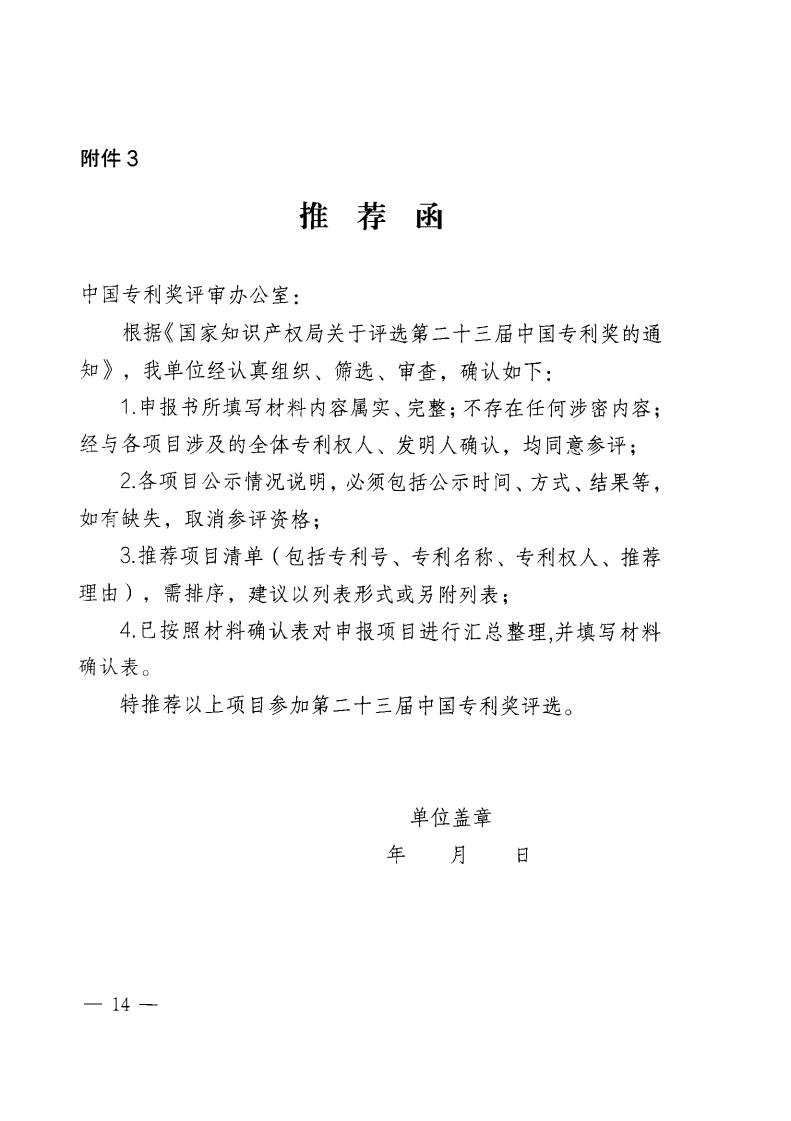 附件 3
推 荐 函
中国专利奖评审办公室：
根据《国家知识产权局关于评选第二十三届中国专利奖的通
知》，我单位经认真组织、筛选、审查，确认如下：
1.申报书所填写材料内容属实、完整；不存在任何涉密内容；
经与各项目涉及的全体专利权人、发明人确认，均同意参评；
2.各项目公示情况说明，必须包括公示时间、方式、结果等，
如有缺失，取消参评资格；
3.推荐项目清单（包括专利号、专利名称、专利权人、推荐
理由），需排序，建议以列表形式或另附列表；
4.已按照材料确认表对申报项目进行汇总整理,并填写材料
确认表。
特推荐以上项目参加第二十三届中国专利奖评选。
单位盖章
年 月 日
— 14 —